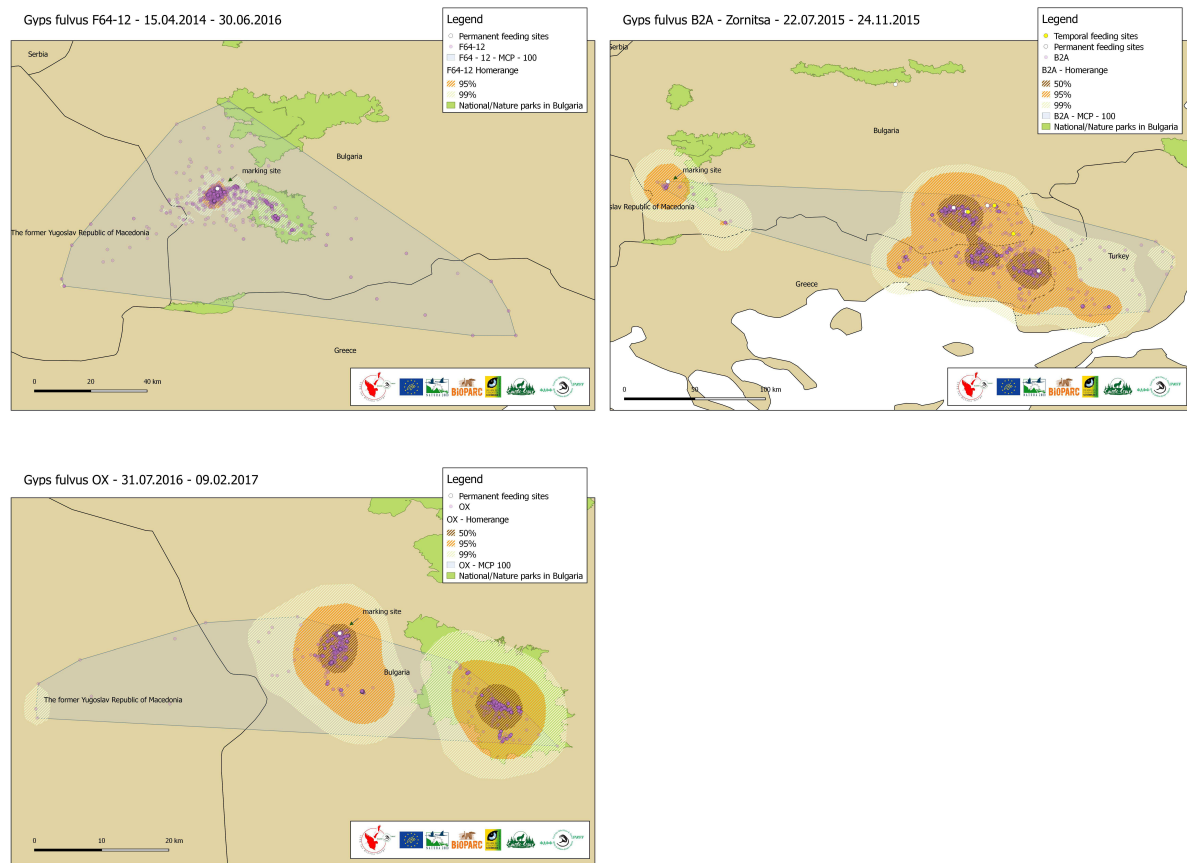 Gyps fulvus F64-12 - 15.04.2014 - 30.06.2016
Legend
Permanent feeding sites
F64-12
F64 - 12 - MCP - 100
F64-12 Homerange
95%
99%
National/Nature parks in Bulgaria
Serbia
Bulgaria
marking site
The former Yugoslav Republic of Macedonia
Greece
0 20 40 km
BIOPARC
Gyps fulvus B2A - Zornitsa - 22.07.2015 - 24.11.2015
Legend
Temporal feeding sites
Permanent feeding sites
B2A
B2A - Homerange
50%
95%
99%
B2A - MCP - 100
National/Nature parks in Bulgaria
Bulgaria
marking site
slav Republic of Macedonia
Turkey
Greece
0 50 100 km
BIOPARC
Gyps fulvus OX - 31.07.2016 - 09.02.2017
Legend
Permanent feeding sites
OX
OX - Homerange
50%
95%
99%
OX - MCP 100
National/Nature parks in Bulgaria
marking site
Bulgaria
The former Yugoslav Republic of Macedonia
0 10 20 km
BIOPARC